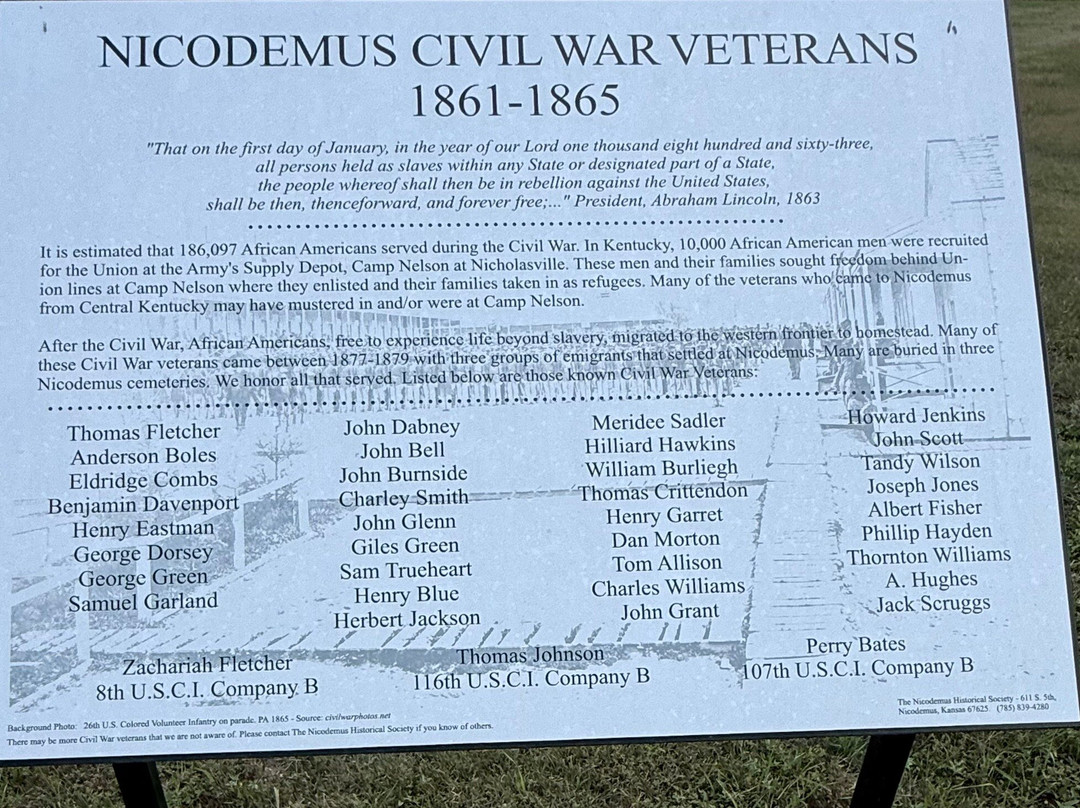 NICODEMUS CIVIL WAR VETERANS
1861-1865
"That on the first day of January, in the year of our Lord one thousand eight hundred and sixty-three,
all persons held as slaves within any State or designated part of a State,
the people whereof shall then be in rebellion against the United States,
shall be then, thenceforward, and forever free;..." President, Abraham Lincoln, 1863
It is estimated that 186,097 African Americans served during the Civil War. In Kentucky, 10,000 African American men were recruited
for the Union at the Army's Supply Depot, Camp Nelson at Nicholasville. These men and their families sought freedom behind Un-
ion lines at Camp Nelson where they enlisted and their families taken in as refugees. Many of the veterans who came to Nicodemus
from Central Kentucky may have mustered in and/or were at Camp Nelson.
After the Civil War, African Americans, free to experience life beyond slavery, migrated to the western frontier to homestead. Many of
these Civil War veterans came between 1877-1879 with three groups of emigrants that settled at Nicodemus. Many are buried in three
Nicodemus cemeteries. We honor all that served. Listed below are those known Civil War Veterans:
Thomas Fletcher
Anderson Boles
Eldridge Combs
Benjamin Davenport
Henry Eastman
George Dorsey
George Green
Samuel Garland
John Dabney
John Bell
John Burnside
Charley Smith
John Glenn
Giles Green
Sam Trueheart
Henry Blue
Herbert Jackson
Meridee Sadler
Hilliard Hawkins
William Burliegh
Thomas Crittendon
Henry Garret
Dan Morton
Tom Allison
Charles Williams
John Grant
Howard Jenkins
John Scott
Tandy Wilson
Joseph Jones
Albert Fisher
Phillip Hayden
Thornton Williams
A. Hughes
Jack Scruggs
Zachariah Fletcher
8th U.S.C.I. Company B
Thomas Johnson
116th U.S.C.I. Company B
Perry Bates
107th U.S.C.I. Company B
Background Photo: 26th U.S. Colored Volunteer Infantry on parade. PA 1865 - Source: civilwarphotos.net
There may be more Civil War veterans that we are not aware of. Please contact The Nicodemus Historical Society if you know of others.
The Nicodemus Historical Society - 611 S. 5th,
Nicodemus, Kansas 67625 (785) 839-4280